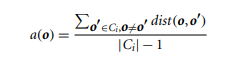 a(o) = ∑o′∈Ci,o≠o′ dist(o, o′) / |Ci| − 1